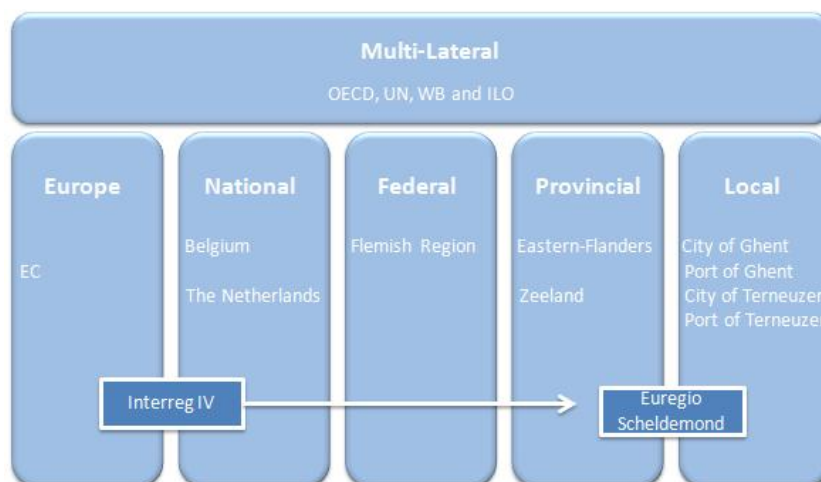 Multi-Lateral
OECD, UN, WB and ILO
Europe
EC
National
Belgium
The Netherlands
Federal
Flemish Region
Provincial
Eastern-Flanders
Zeeland
Local
City of Ghent
Port of Ghent
City of Terneuzen
Port of Terneuzen
Interreg IV
Euregio
Scheldemond